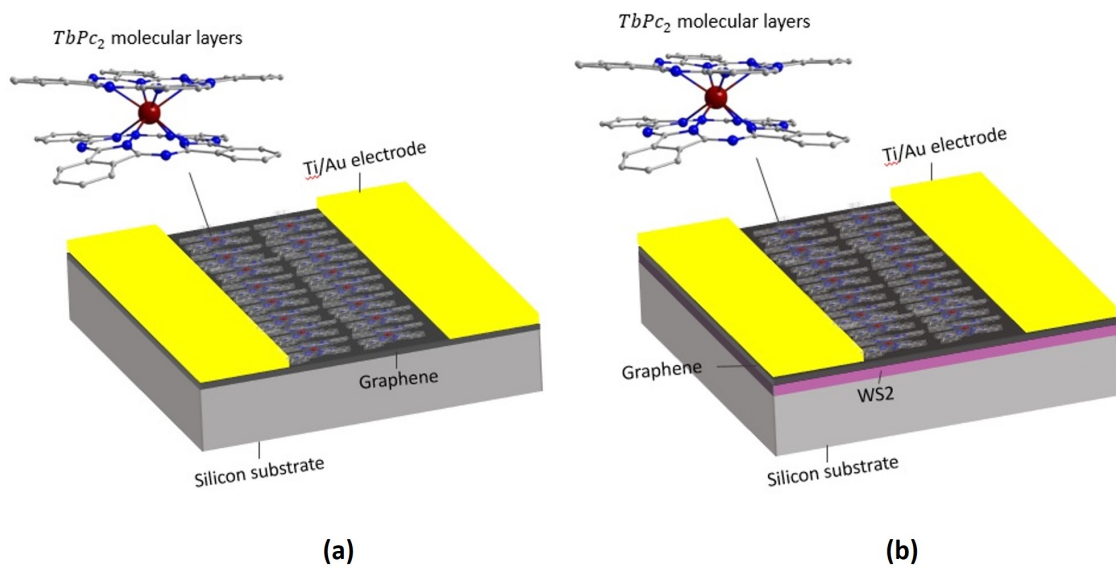 TbPc₂ molecular layers
Ti/Au electrode
Graphene
Silicon substrate
(a)
TbPc₂ molecular layers
Ti/Au electrode
Graphene
WS2
Silicon substrate
(b)